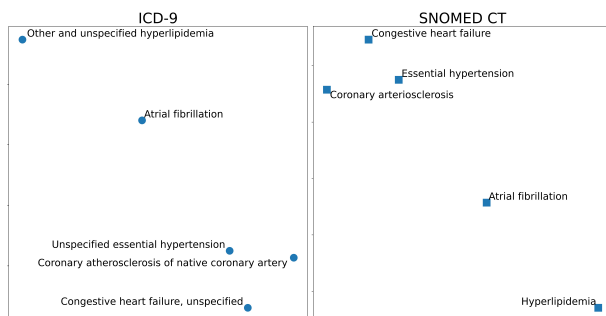 ICD-9
Other and unspecified hyperlipidemia
Atrial fibrillation
Unspecified essential hypertension
Coronary atherosclerosis of native coronary artery
Congestive heart failure, unspecified
SNOMED CT
Congestive heart failure
Essential hypertension
Coronary arteriosclerosis
Atrial fibrillation
Hyperlipidemia